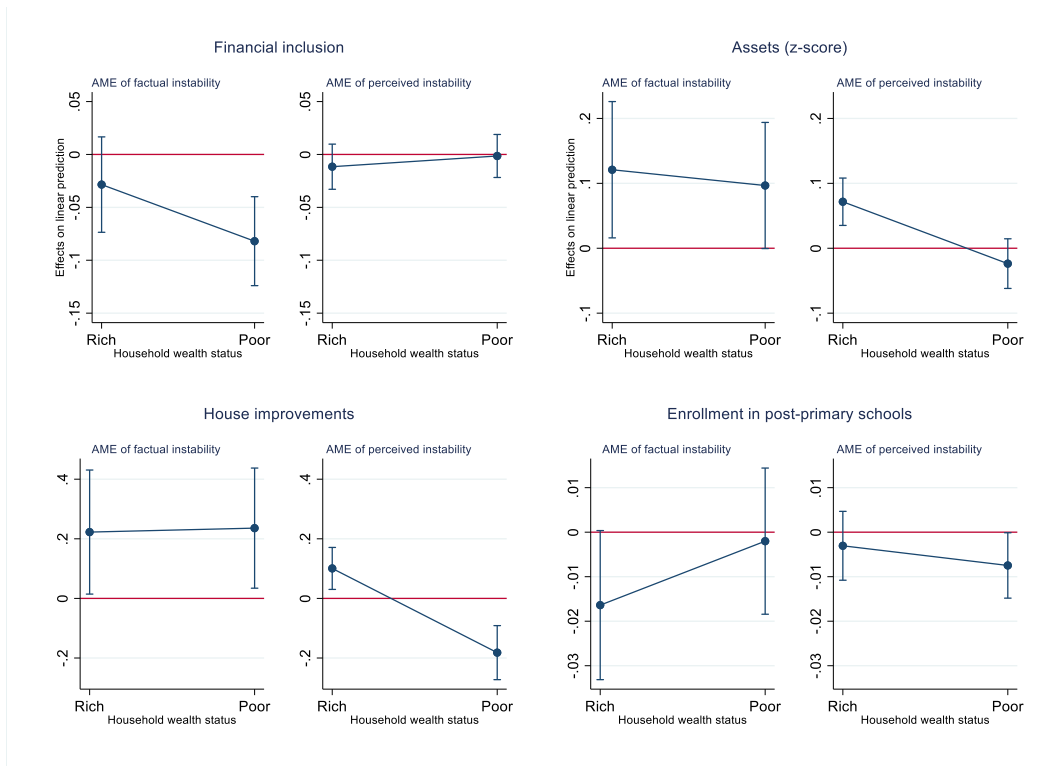 Financial inclusion
AME of factual instability
Effects on linear prediction
.05
0
-.05
-.1
-.15
Rich
Poor
Household wealth status
AME of perceived instability
.05
0
-.05
-.1
-.15
Rich
Poor
Household wealth status
Assets (z-score)
AME of factual instability
Effects on linear prediction
.2
.1
0
-.1
Rich
Poor
Household wealth status
AME of perceived instability
.2
.1
0
-.1
Rich
Poor
Household wealth status
House improvements
AME of factual instability
.4
.2
0
-.2
Rich
Poor
Household wealth status
AME of perceived instability
.4
.2
0
-.2
Rich
Poor
Household wealth status
Enrollment in post-primary schools
AME of factual instability
.01
0
-.01
-.02
-.03
Rich
Poor
Household wealth status
AME of perceived instability
.01
0
-.01
-.02
-.03
Rich
Poor
Household wealth status